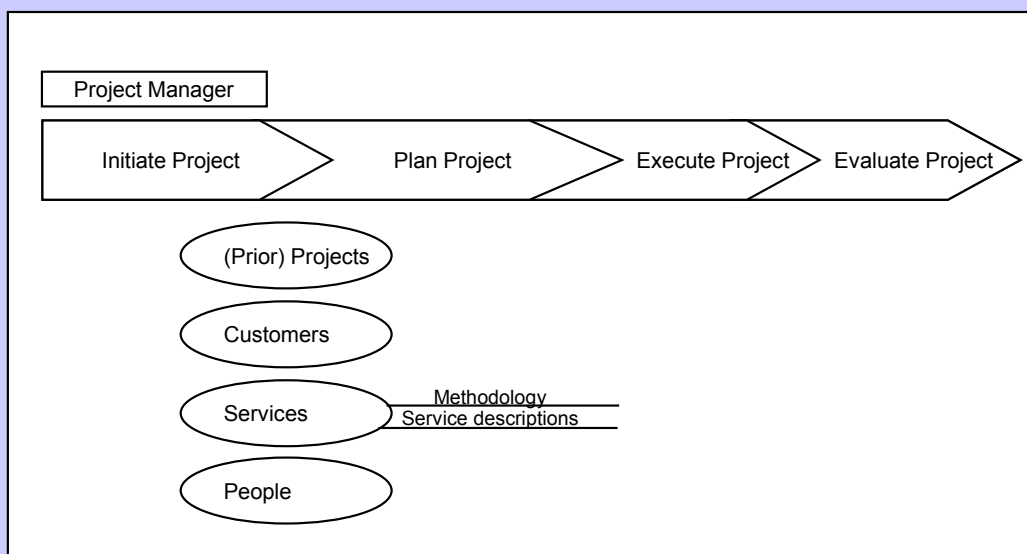 Project Manager
Initiate Project
Plan Project
Execute Project
Evaluate Project
(Prior) Projects
Customers
Services
Methodology
Service descriptions
People